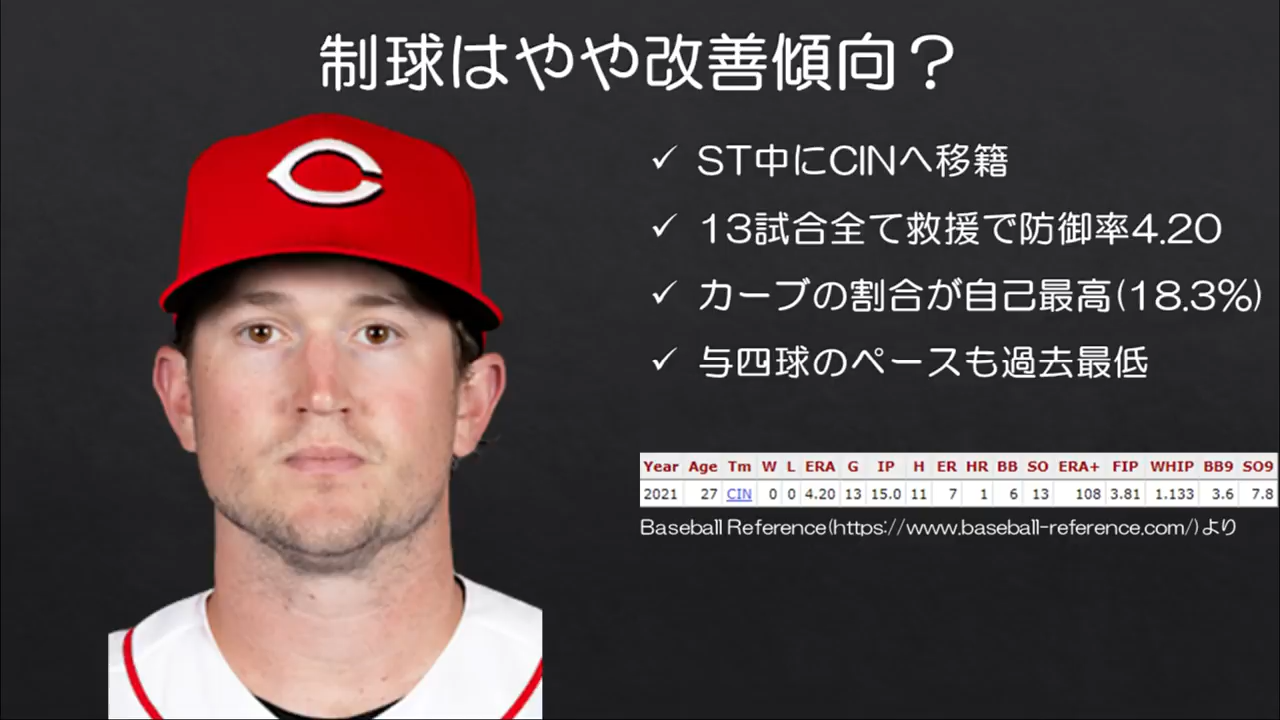 制球はやや改善傾向?
✓ ST中にCINへ移籍
✓ 13試合全て救援で防御率4.20
✓ カーブの割合が自己最高(18.3%)
✓ 与四球のペースも過去最低
Year Age Tm W L ERA G IP H ER HR BB SO ERA+ FIP WHIP BB9 SO9
2021 27 CIN 0 0 4.20 13 15.0 11 7 1 6 13 108 3.81 1.133 3.6 7.8
Baseball Reference(https://www.baseball-reference.com/)より